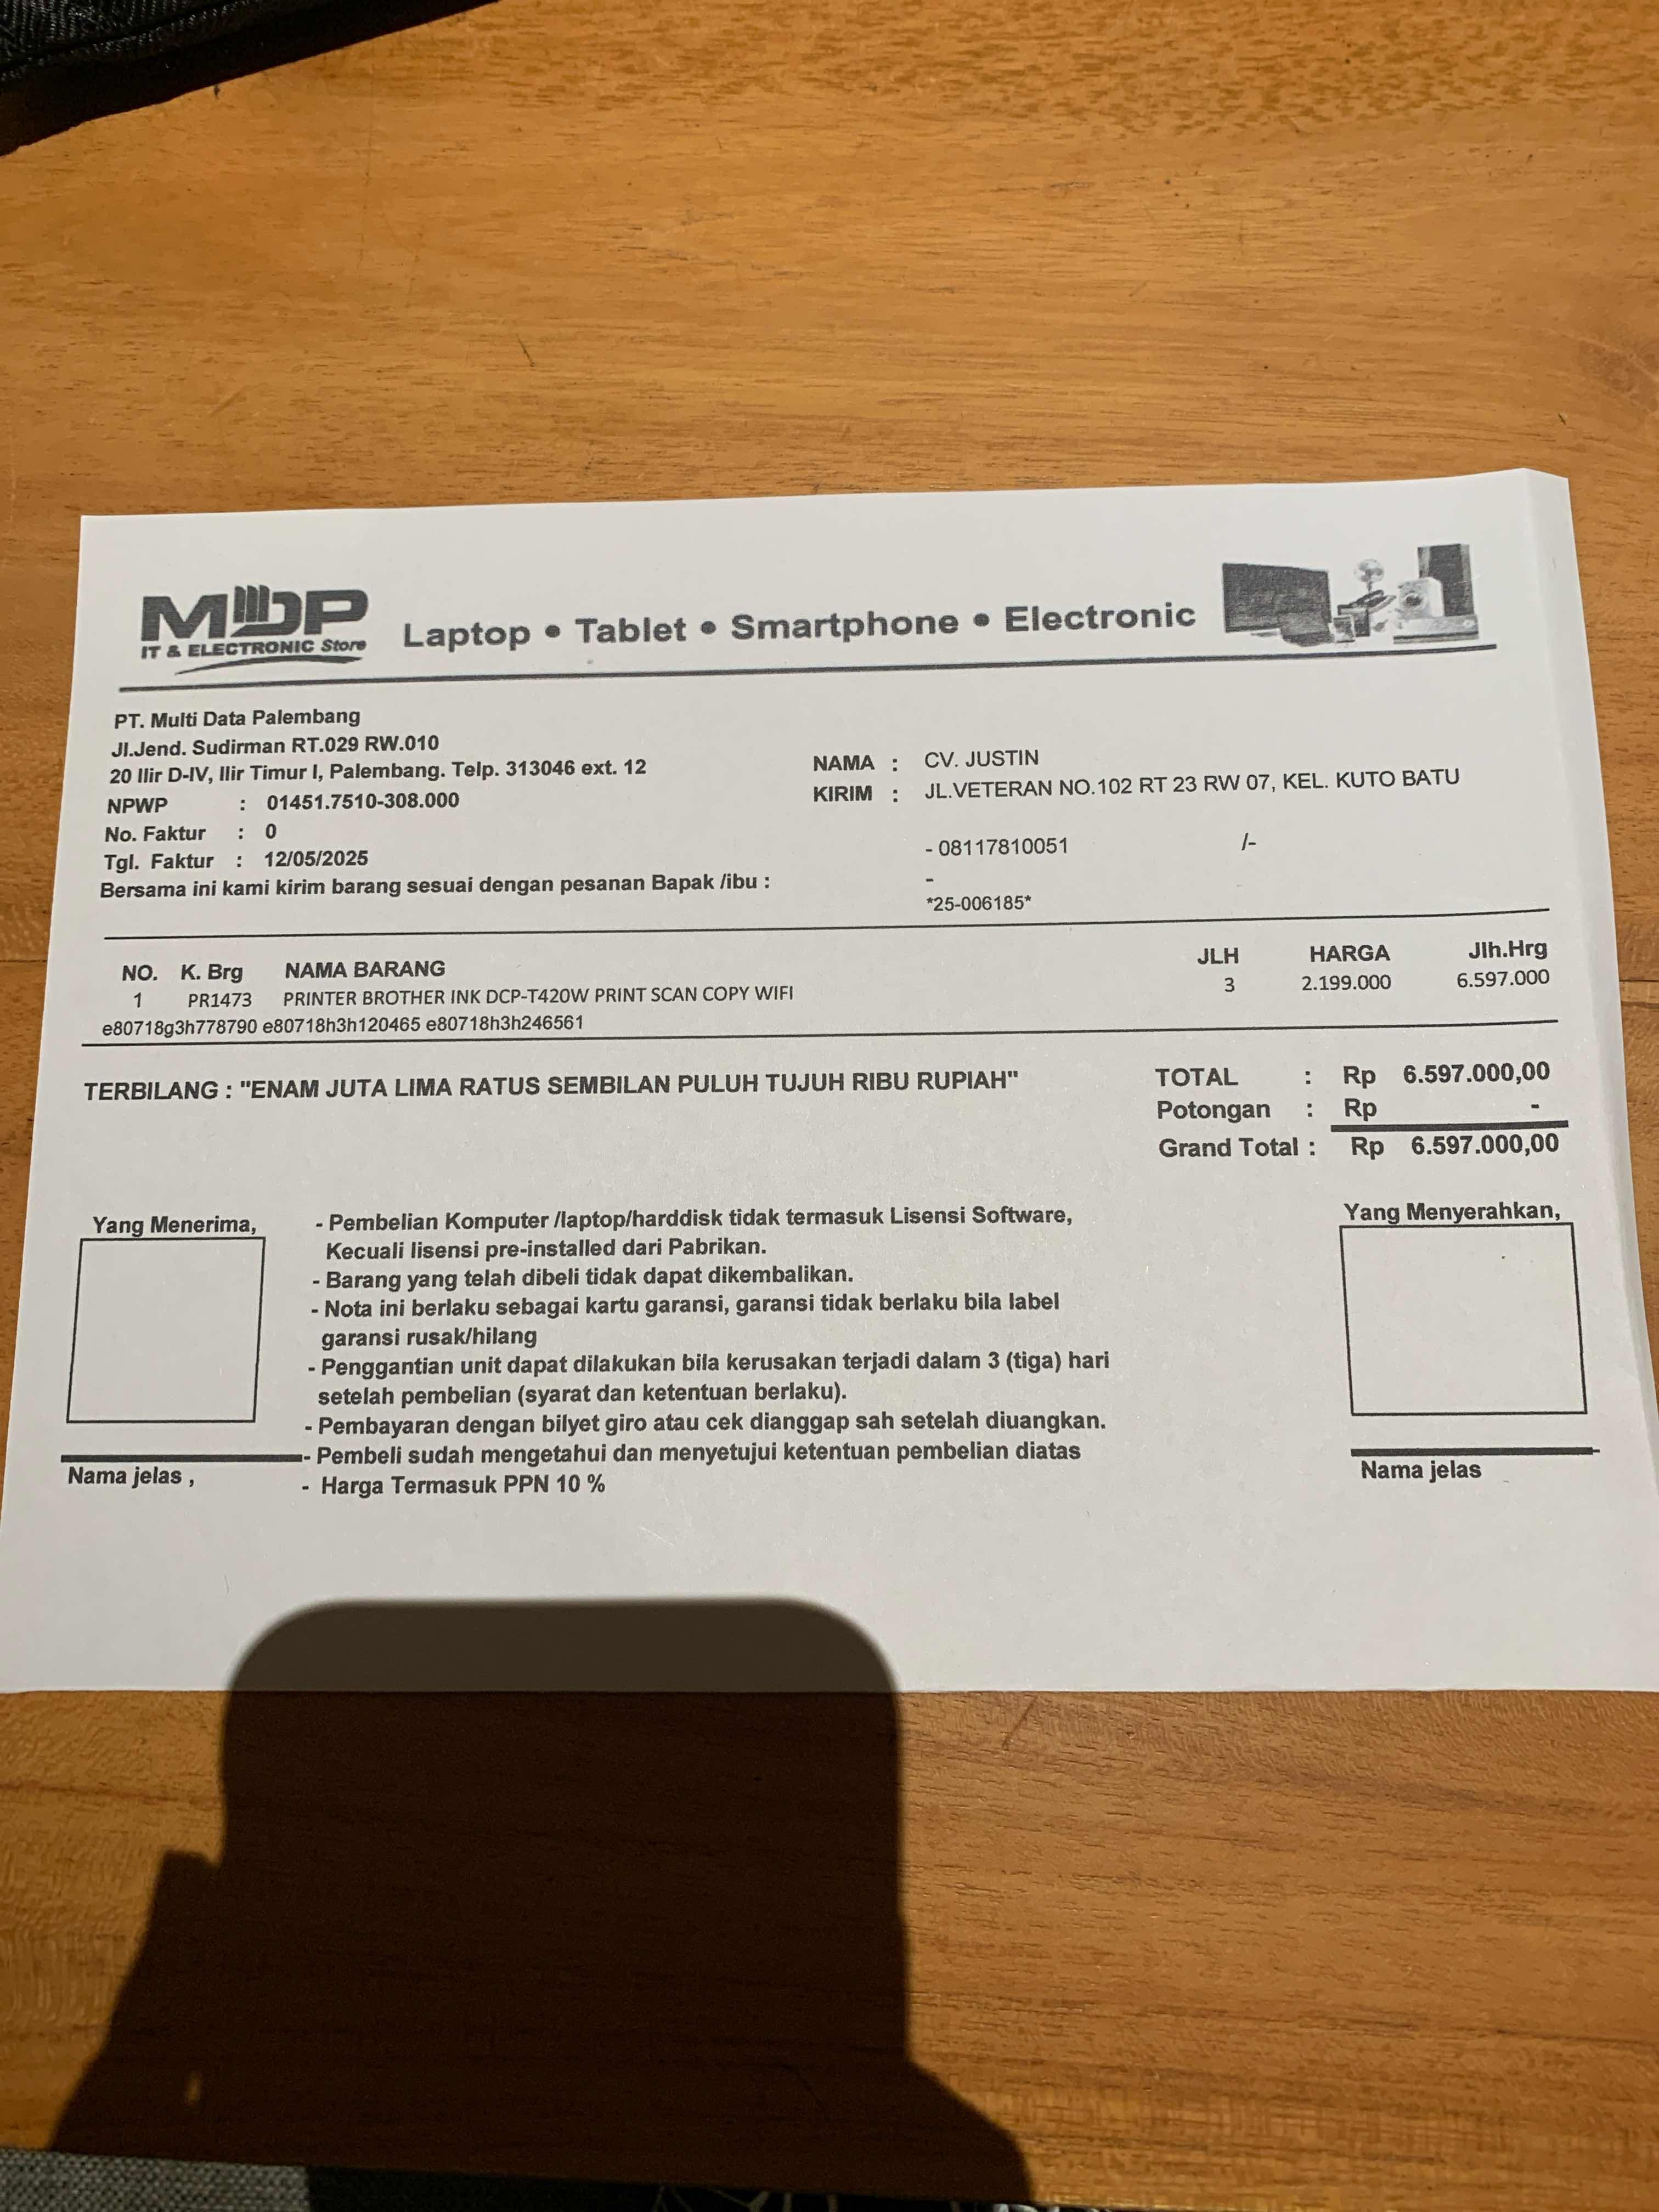 MDP
IT & ELECTRONIC Store
Laptop • Tablet • Smartphone • Electronic
PT. Multi Data Palembang
Jl.Jend. Sudirman RT.029 RW.010
20 Ilir D-IV, Ilir Timur I, Palembang. Telp. 313046 ext. 12
NPWP : 01451.7510-308.000
No. Faktur : 0
Tgl. Faktur : 12/05/2025
Bersama ini kami kirim barang sesuai dengan pesanan Bapak /ibu :
NAMA : CV. JUSTIN
KIRIM : JL.VETERAN NO.102 RT 23 RW 07, KEL. KUTO BATU
- 08117810051 /-
-
*25-006185*
NO. K. Brg NAMA BARANG JLH HARGA Jlh.Hrg
1 PR1473 PRINTER BROTHER INK DCP-T420W PRINT SCAN COPY WIFI 3 2.199.000 6.597.000
e80718g3h778790 e80718h3h120465 e80718h3h246561
TERBILANG : "ENAM JUTA LIMA RATUS SEMBILAN PULUH TUJUH RIBU RUPIAH"
TOTAL : Rp 6.597.000,00
Potongan : Rp -
Grand Total : Rp 6.597.000,00
Yang Menerima,
- Pembelian Komputer /laptop/harddisk tidak termasuk Lisensi Software,
Kecuali lisensi pre-installed dari Pabrikan.
- Barang yang telah dibeli tidak dapat dikembalikan.
- Nota ini berlaku sebagai kartu garansi, garansi tidak berlaku bila label
garansi rusak/hilang
- Penggantian unit dapat dilakukan bila kerusakan terjadi dalam 3 (tiga) hari
setelah pembelian (syarat dan ketentuan berlaku).
- Pembayaran dengan bilyet giro atau cek dianggap sah setelah diuangkan.
- Pembeli sudah mengetahui dan menyetujui ketentuan pembelian diatas
- Harga Termasuk PPN 10 %
Nama jelas ,
Yang Menyerahkan,
Nama jelas